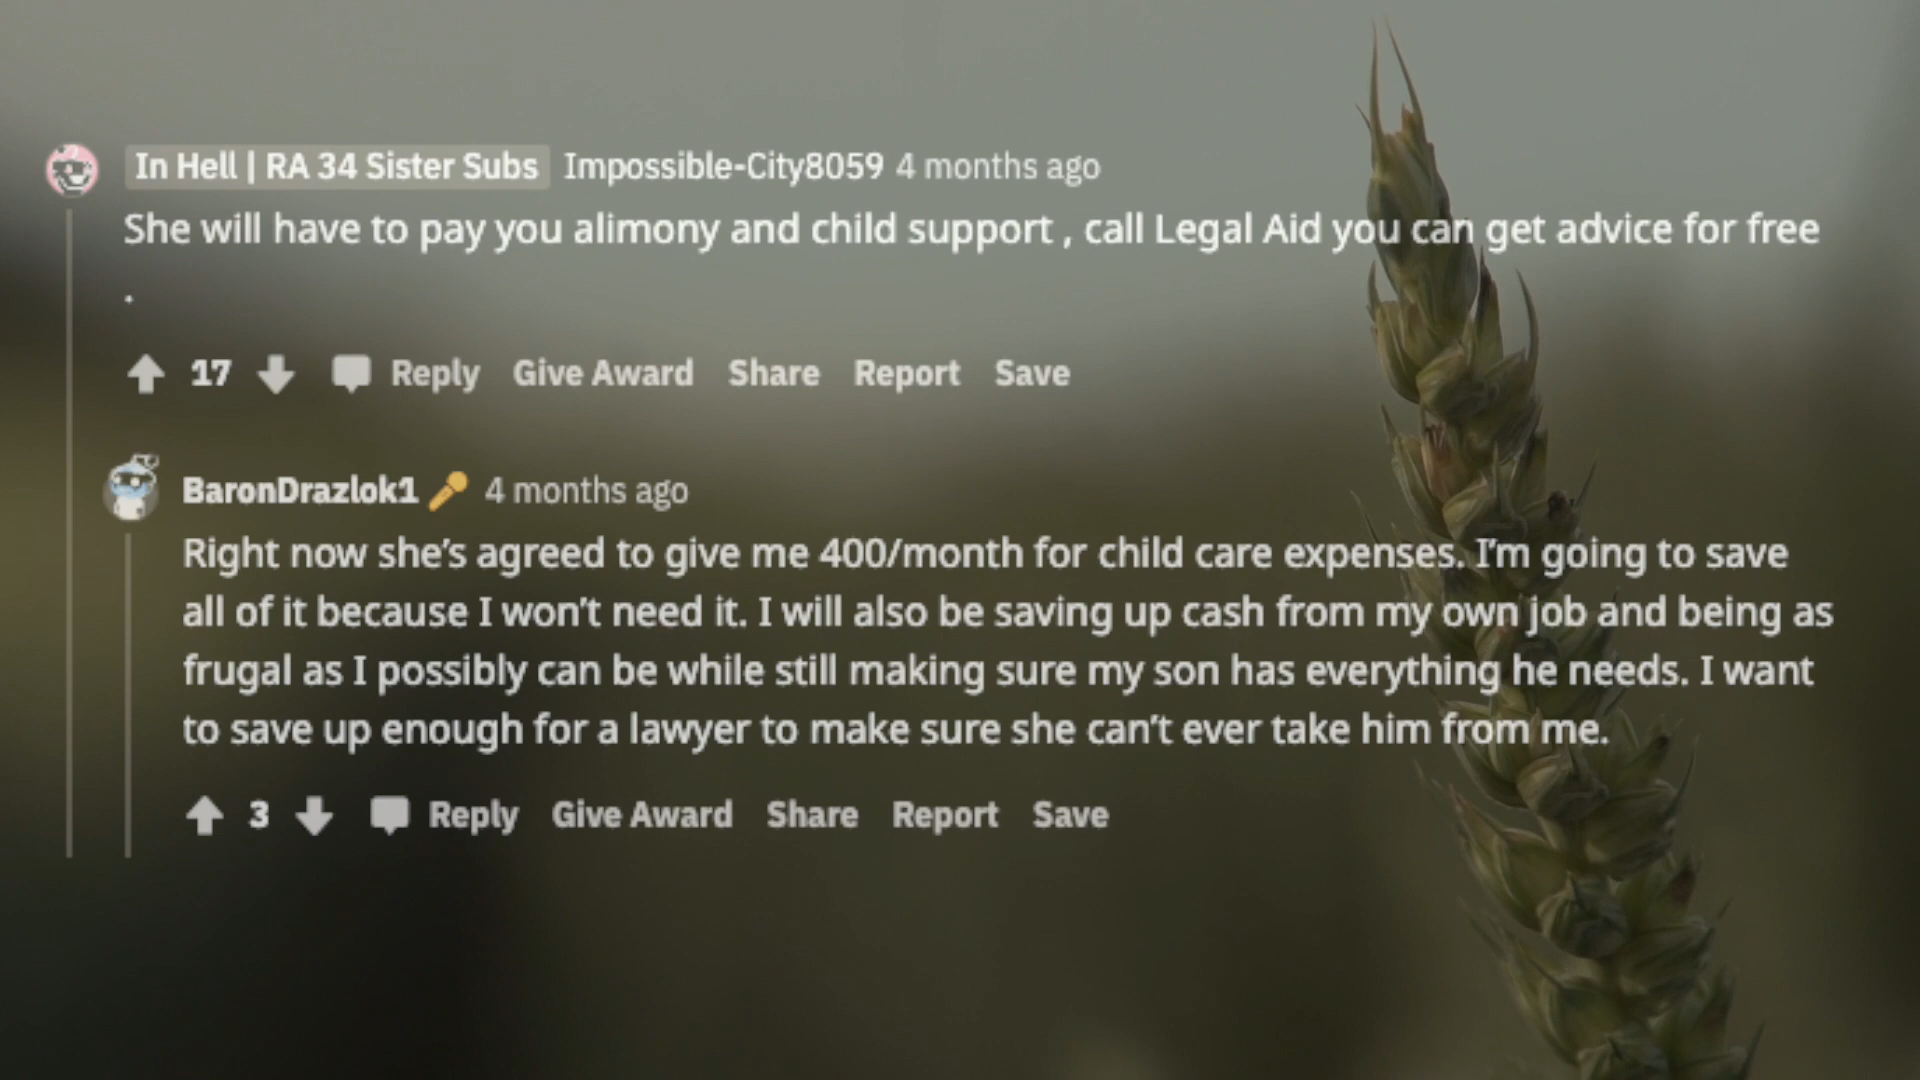 In Hell | RA 34 Sister Subs Impossible-City8059 4 months ago
She will have to pay you alimony and child support , call Legal Aid you can get advice for free
.
17 Reply Give Award Share Report Save
BaronDrazlok1 4 months ago
Right now she's agreed to give me 400/month for child care expenses. I'm going to save
all of it because I won't need it. I will also be saving up cash from my own job and being as
frugal as I possibly can be while still making sure my son has everything he needs. I want
to save up enough for a lawyer to make sure she can't ever take him from me.
3 Reply Give Award Share Report Save